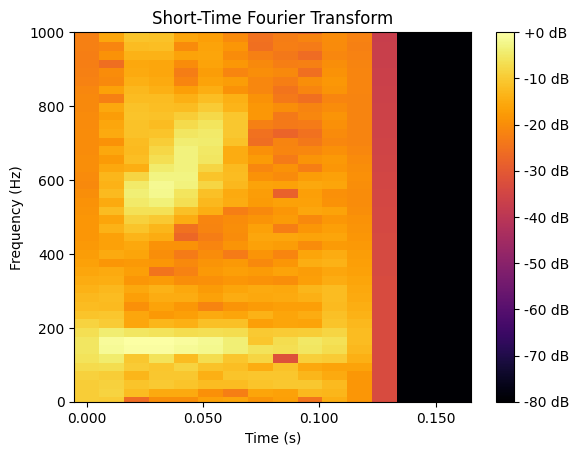 Short-Time Fourier Transform
1000
800
600
400
200
0
Frequency (Hz)
0.000
0.050
0.100
0.150
Time (s)
+0 dB
-10 dB
-20 dB
-30 dB
-40 dB
-50 dB
-60 dB
-70 dB
-80 dB